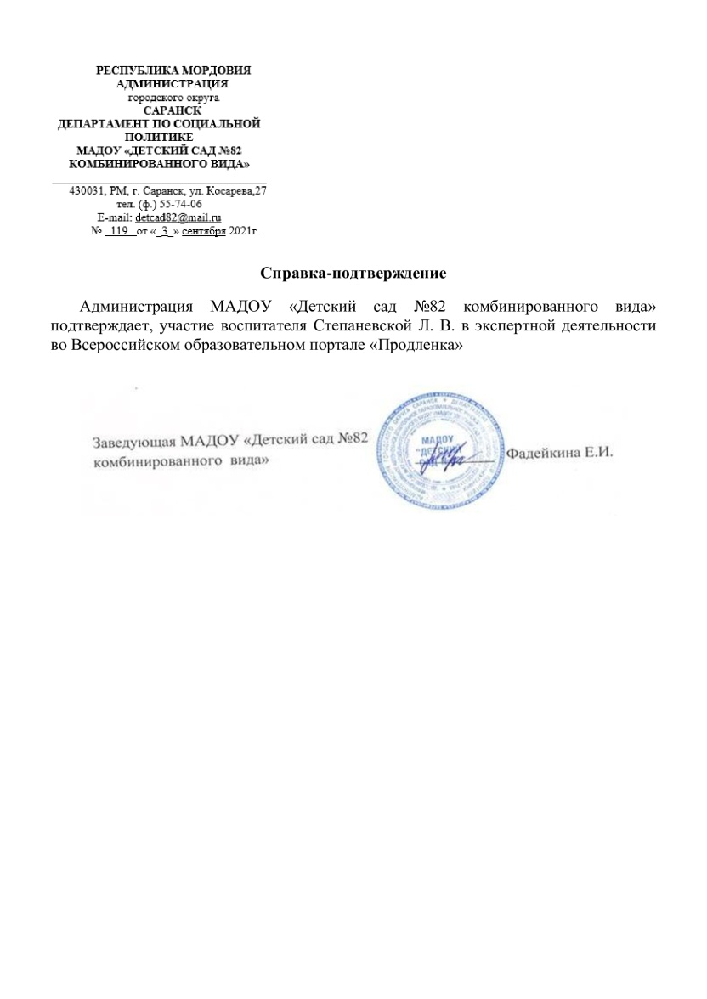 РЕСПУБЛИКА МОРДОВИЯ
АДМИНИСТРАЦИЯ
городского округа
САРАНСК
ДЕПАРТАМЕНТ ПО СОЦИАЛЬНОЙ
ПОЛИТИКЕ
МАДОУ «ДЕТСКИЙ САД №82
КОМБИНИРОВАННОГО ВИДА»
430031, РМ, г. Саранск, ул. Косарева,27
тел. (ф.) 55-74-06
E-mail: detcad82@mail.ru
№ 119 от « 3 » сентября 2021г.
Справка-подтверждение
Администрация МАДОУ «Детский сад №82 комбинированного вида»
подтверждает, участие воспитателя Степаневской Л. В. в экспертной деятельности
во Всероссийском образовательном портале «Продленка»
Заведующая МАДОУ «Детский сад №82
комбинированного вида»
МАДОУ
"ДЕТСКИЙ
САД
Фадейкина Е.И.